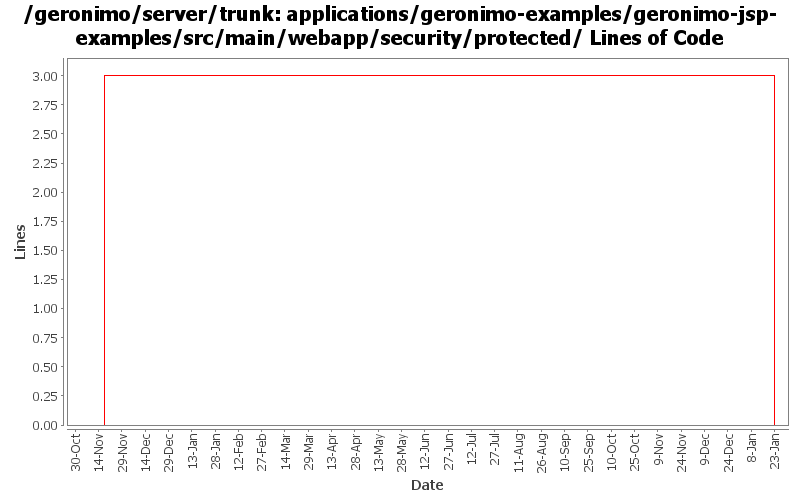 /geronimo/server/trunk: applications/geronimo-examples/geronimo-jsp-
examples/src/main/webapp/security/protected/ Lines of Code
3.00
2.75
2.50
2.25
2.00
1.75
1.50
1.25
1.00
0.75
0.50
0.25
0.00
Lines
30-Oct
14-Nov
29-Nov
14-Dec
29-Dec
13-Jan
28-Jan
12-Feb
27-Feb
14-Mar
29-Mar
13-Apr
28-Apr
13-May
28-May
12-Jun
27-Jun
12-Jul
27-Jul
11-Aug
26-Aug
10-Sep
25-Sep
10-Oct
25-Oct
9-Nov
24-Nov
9-Dec
24-Dec
8-Jan
23-Jan
Date